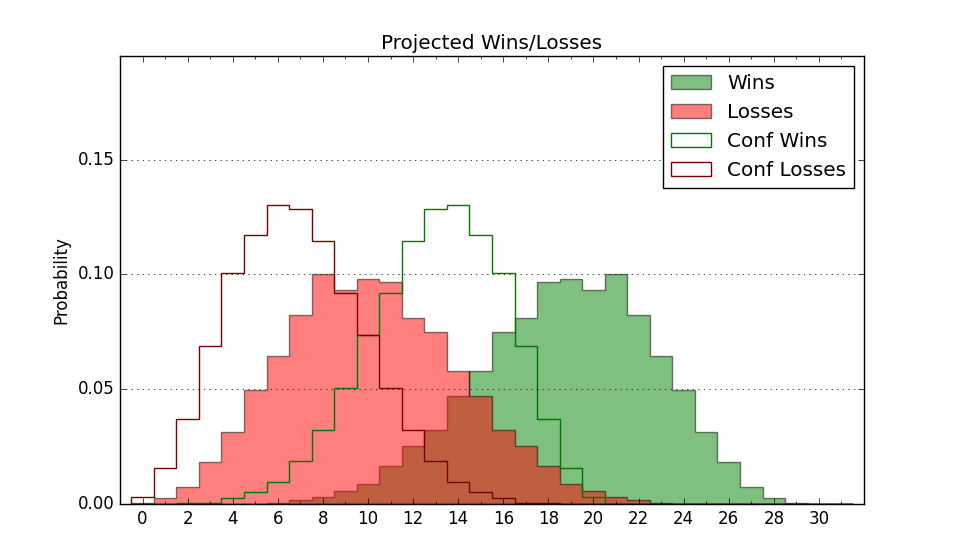 Projected Wins/Losses
Wins
Losses
Conf Wins
Conf Losses
Probability
0.15
0.10
0.05
0.00
0 2 4 6 8 10 12 14 16 18 20 22 24 26 28 30